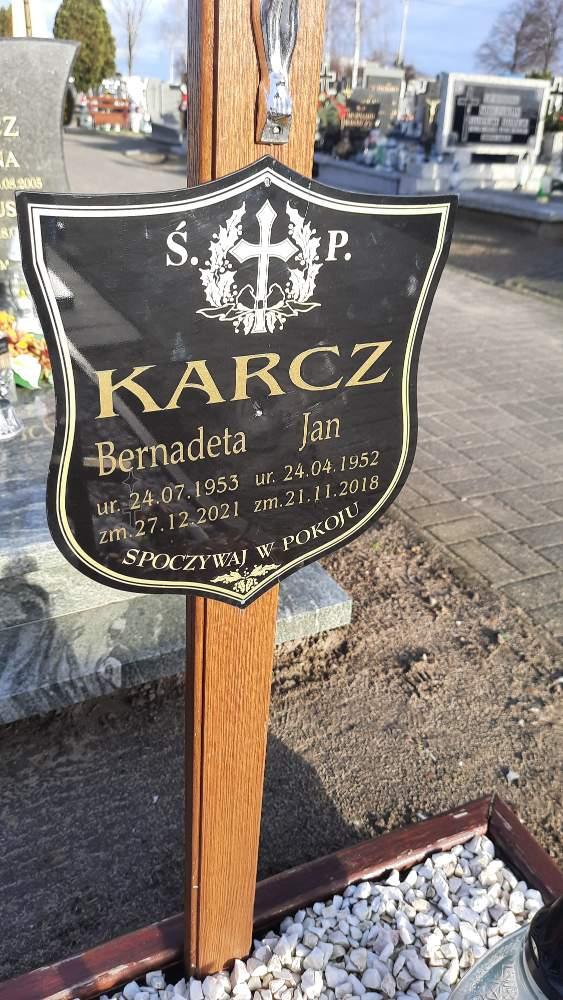 Ś. P.
KARCZ
Bernadeta Jan
ur. 24.07.1953 ur. 24.04.1952
zm.27.12.2021 zm.21.11.2018
SPOCZYWAJ W POKOJU